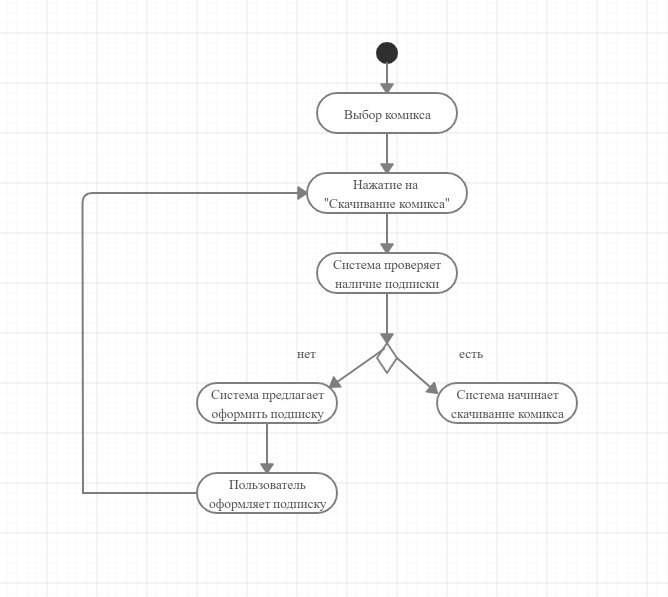 Выбор комикса
Нажатие на
"Скачивание комикса"
Система проверяет
наличие подписки
нет
есть
Система предлагает
оформить подписку
Система начинает
скачивание комикса
Пользователь
оформляет подписку